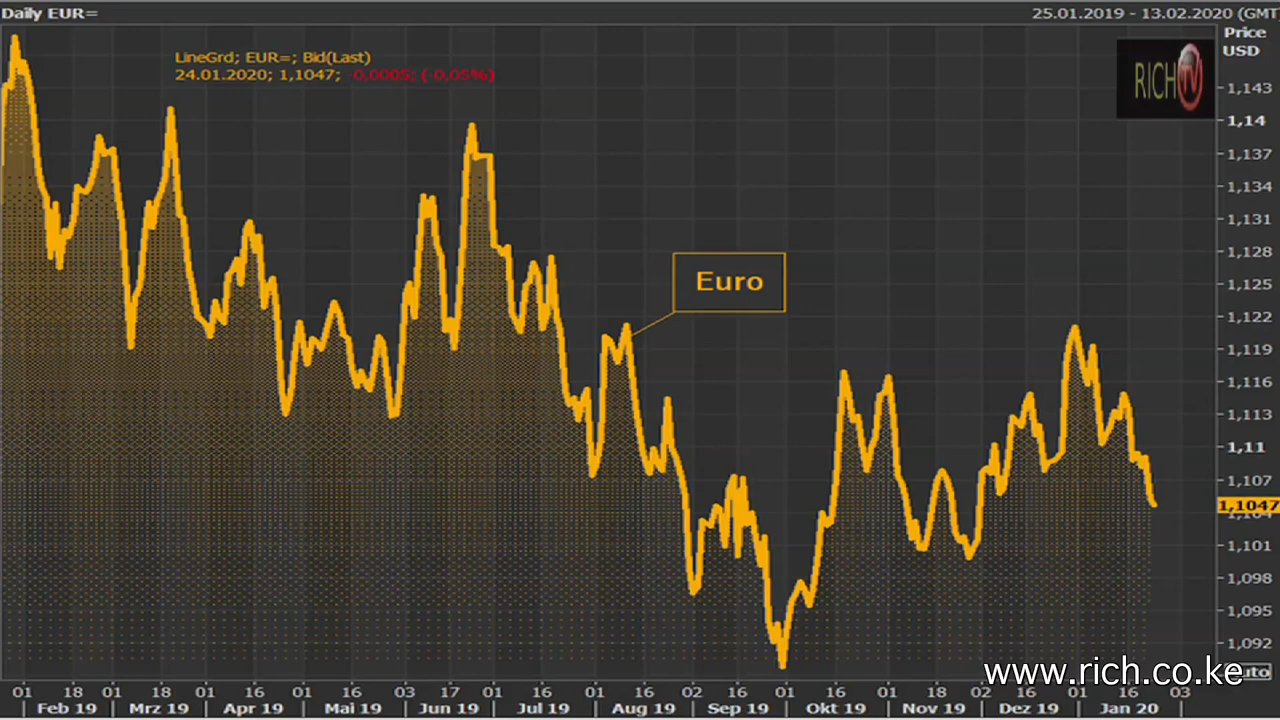 Daily EUR=
25.01.2019 - 13.02.2020 (GMT
Price
USD
LineGrd; EUR=; Bid(Last)
24.01.2020; 1,1047; -0,0005; (-0,05%)
RICH TV
1,143
1,14
1,137
1,134
1,131
1,128
1,125
1,122
1,119
1,116
1,113
1,11
1,107
1,1047
1,104
1,101
1,098
1,095
1,092
Euro
www.rich.co.ke
Auto
01 18 01 18 01 16 01 16 03 17 01 16 01 16 02 16 01 16 01 18 02 16 01 16 03
Feb 19 Mrz 19 Apr 19 Mai 19 Jun 19 Jul 19 Aug 19 Sep 19 Okt 19 Nov 19 Dez 19 Jan 20